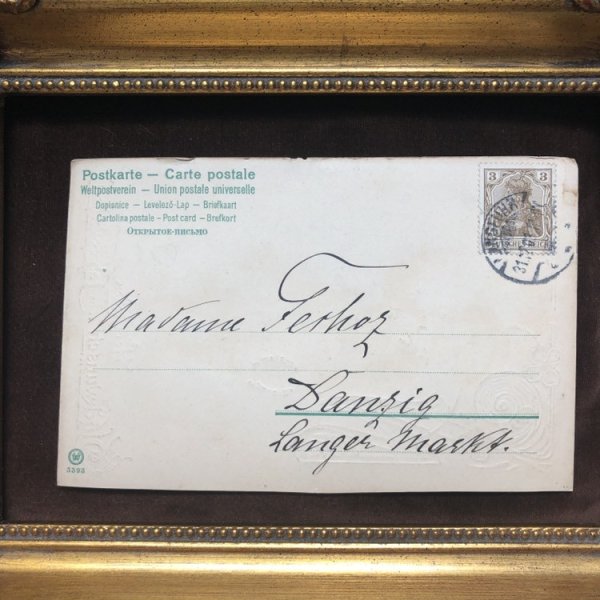 Postkarte — Carte postale
Weltpostverein — Union postale universelle
Dopisnice — Levelező-Lap — Briefkaart
Cartolina postale - Post card - Brefkort
Открытое-письмо
3 3
Madame
Danzig
Langer Markt.
5393